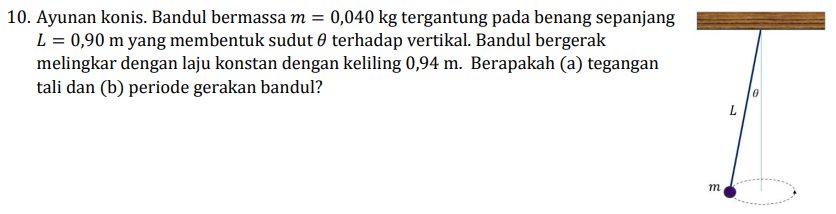 10. Ayunan konis. Bandul bermassa m = 0,040 kg tergantung pada benang sepanjang
L = 0,90 m yang membentuk sudut θ terhadap vertikal. Bandul bergerak
melingkar dengan laju konstan dengan keliling 0,94 m. Berapakah (a) tegangan
tali dan (b) periode gerakan bandul?
θ
L
m